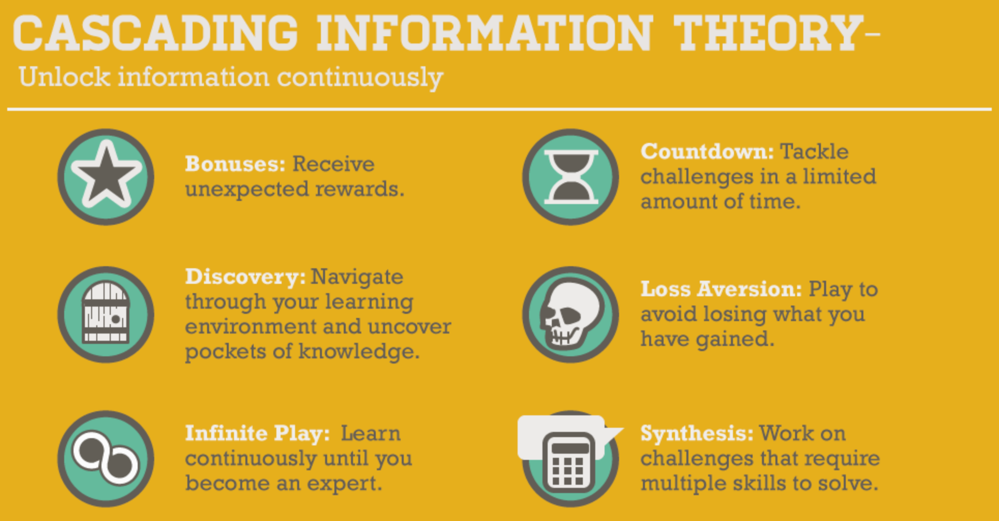 CASCADING INFORMATION THEORY–
Unlock information continuously
Bonuses: Receive
unexpected rewards.
Countdown: Tackle
challenges in a limited
amount of time.
Discovery: Navigate
through your learning
environment and uncover
pockets of knowledge.
Loss Aversion: Play to
avoid losing what you
have gained.
Infinite Play: Learn
continuously until you
become an expert.
Synthesis: Work on
challenges that require
multiple skills to solve.